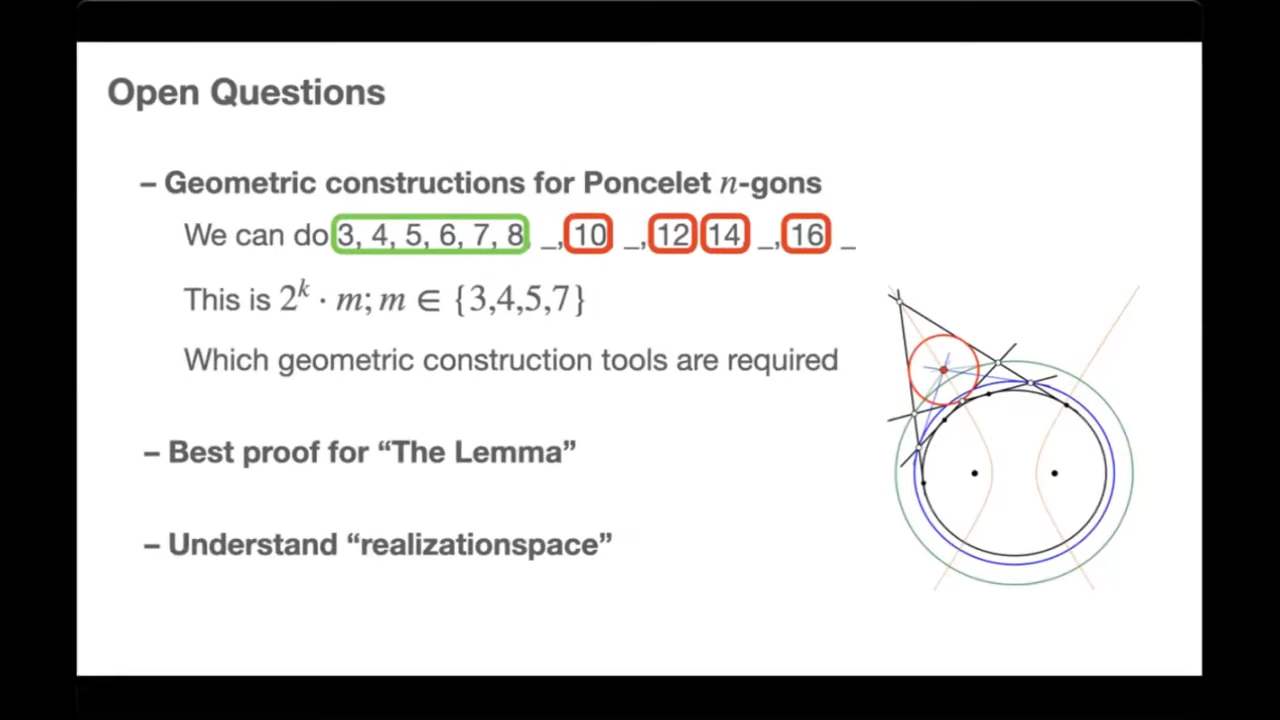 Open Questions
– Geometric constructions for Poncelet n-gons
We can do 3, 4, 5, 6, 7, 8 _, 10 _, 12 14 _, 16 _
This is 2^k · m; m ∈ {3,4,5,7}
Which geometric construction tools are required
– Best proof for “The Lemma”
– Understand “realizationspace”